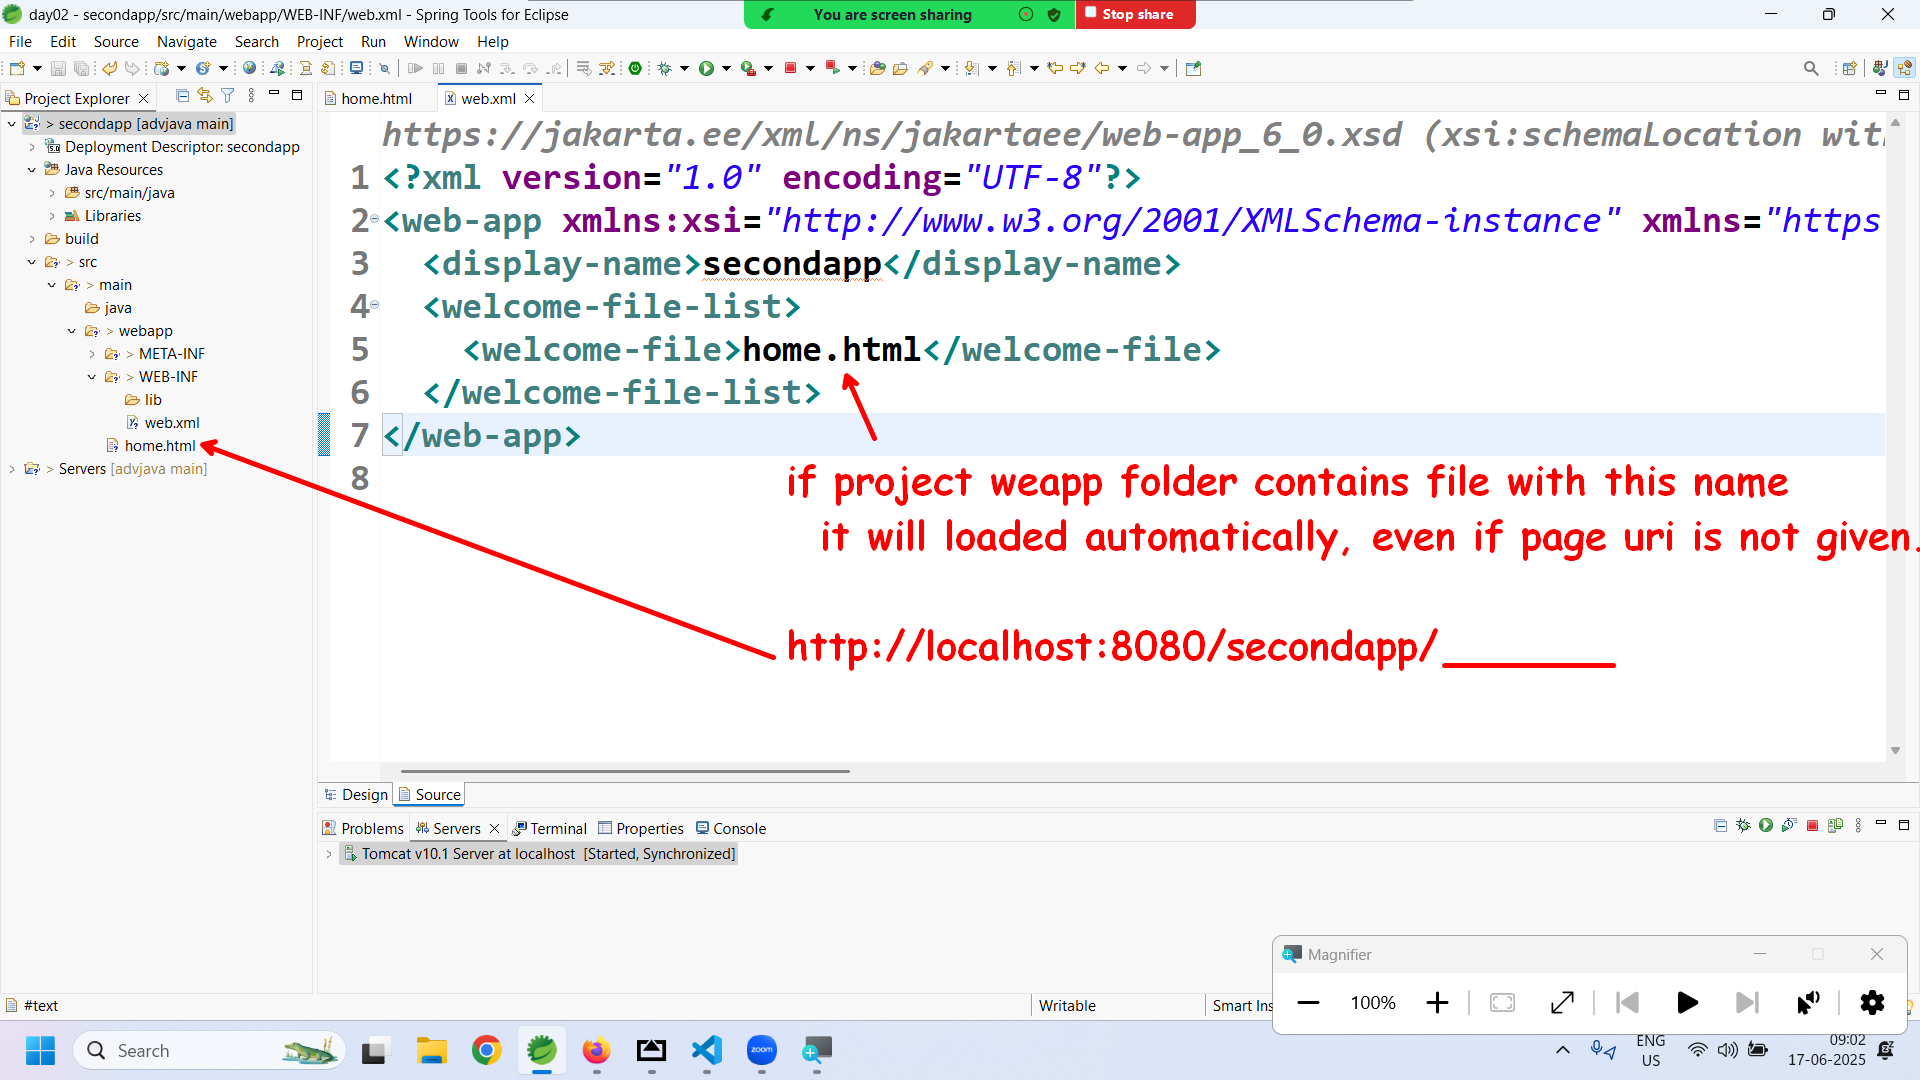 day02 - secondapp/src/main/webapp/WEB-INF/web.xml - Spring Tools for Eclipse
You are screen sharing
Stop share
File Edit Source Navigate Search Project Run Window Help
Project Explorer
home.html
web.xml
> secondapp [advjava main]
Deployment Descriptor: secondapp
Java Resources
src/main/java
Libraries
build
> src
> main
java
> webapp
> META-INF
> WEB-INF
lib
web.xml
home.html
> Servers [advjava main]
https://jakarta.ee/xml/ns/jakartaee/web-app_6_0.xsd (xsi:schemaLocation wit
1 <?xml version="1.0" encoding="UTF-8"?>
2 <web-app xmlns:xsi="http://www.w3.org/2001/XMLSchema-instance" xmlns="https
3 <display-name>secondapp</display-name>
4 <welcome-file-list>
5 <welcome-file>home.html</welcome-file>
6 </welcome-file-list>
7 </web-app>
8
if project weapp folder contains file with this name
it will loaded automatically, even if page uri is not given.
http://localhost:8080/secondapp/
Design Source
Problems Servers Terminal Properties Console
Tomcat v10.1 Server at localhost [Started, Synchronized]
Magnifier
100%
#text
Writable
Smart Ins
Search
zoom
ENG
US
09:02
17-06-2025